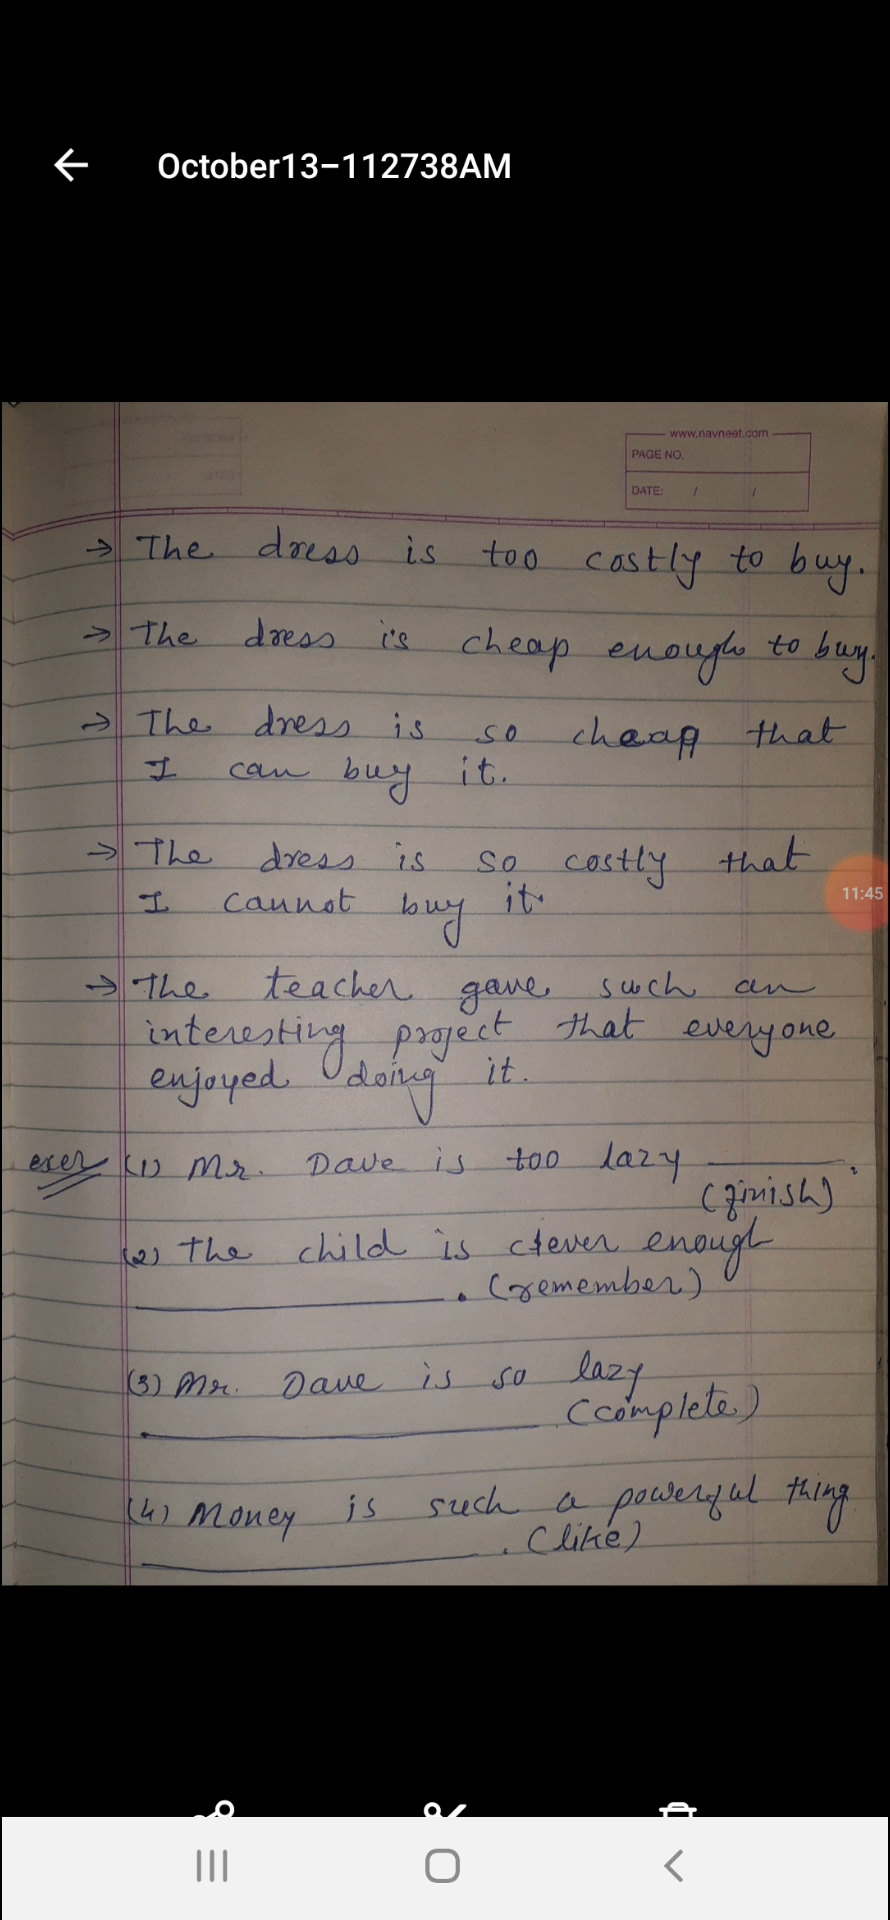 October13-112738AM
www.navneet.com
PAGE NO.
DATE: / /
→ The dress is too costly to buy.
→ The dress is cheap enough to buy.
→ The dress is so cheap that
I can buy it.
→ The dress is so costly that
I cannot buy it.
11:45
→ The teacher gave such an
interesting project that everyone
enjoyed doing it.
exer (1) Mr. Dave is too lazy ______.
(finish)
(2) The child is clever enough
______. (remember)
(3) Mr. Dave is so lazy
______ (complete)
(4) Money is such a powerful thing
______. (like)